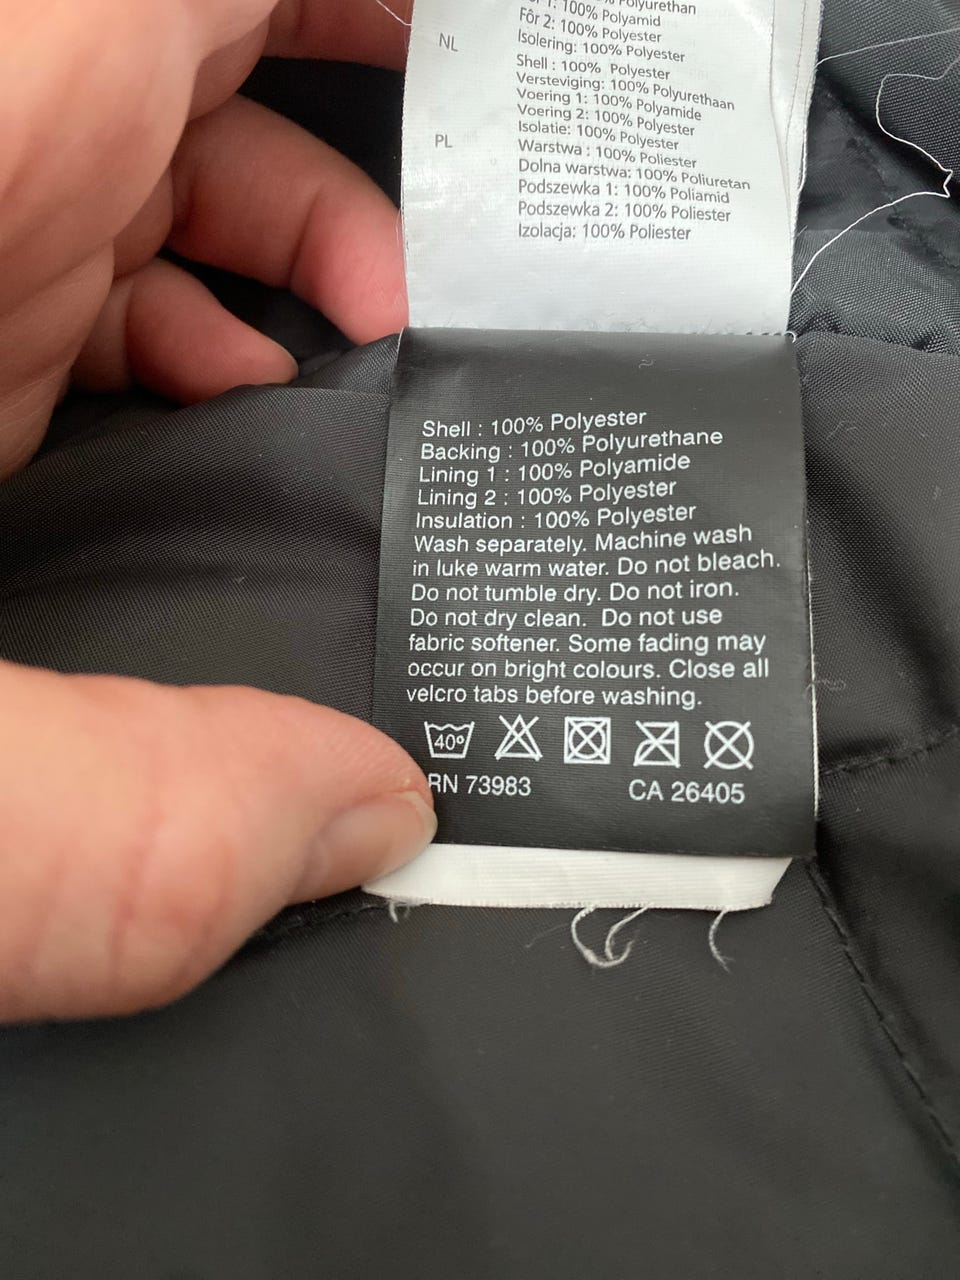 Polyurethan
1: 100% Polyamid
Fôr 2: 100% Polyester
Isolering: 100% Polyester
NL
Shell : 100% Polyester
Versteviging: 100% Polyurethaan
Voering 1: 100% Polyamide
Voering 2: 100% Polyester
Isolatie: 100% Polyester
PL
Warstwa : 100% Poliester
Dolna warstwa: 100% Poliuretan
Podszewka 1: 100% Poliamid
Podszewka 2: 100% Poliester
Izolacja: 100% Poliester
Shell : 100% Polyester
Backing : 100% Polyurethane
Lining 1 : 100% Polyamide
Lining 2 : 100% Polyester
Insulation : 100% Polyester
Wash separately. Machine wash
in luke warm water. Do not bleach.
Do not tumble dry. Do not iron.
Do not dry clean. Do not use
fabric softener. Some fading may
occur on bright colours. Close all
velcro tabs before washing.
40°
RN 73983 CA 26405